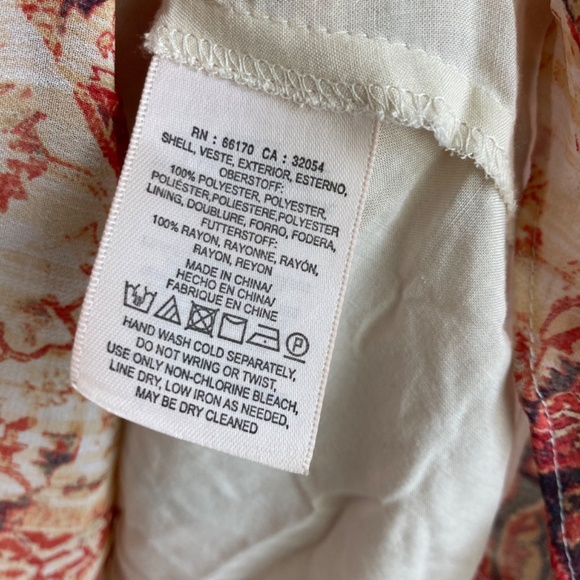 RN : 66170 CA : 32054
SHELL, VESTE, EXTERIOR, ESTERNO,
OBERSTOFF:
100% POLYESTER, POLYESTER,
POLIÉSTER,POLIESTERE,POLYESTER
LINING, DOUBLURE, FORRO, FODERA,
FUTTERSTOFF:
100% RAYON, RAYONNE, RAYÓN,
RAYON, REYON
MADE IN CHINA/
HECHO EN CHINA/
FABRIQUE EN CHINE
P
HAND WASH COLD SEPARATELY,
DO NOT WRING OR TWIST,
USE ONLY NON-CHLORINE BLEACH,
LINE DRY, LOW IRON AS NEEDED,
MAY BE DRY CLEANED